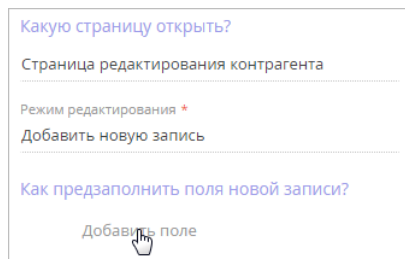 Какую страницу открыть?
Страница редактирования контрагента
Режим редактирования *
Добавить новую запись
Как предзаполнить поля новой записи?
Добавить поле